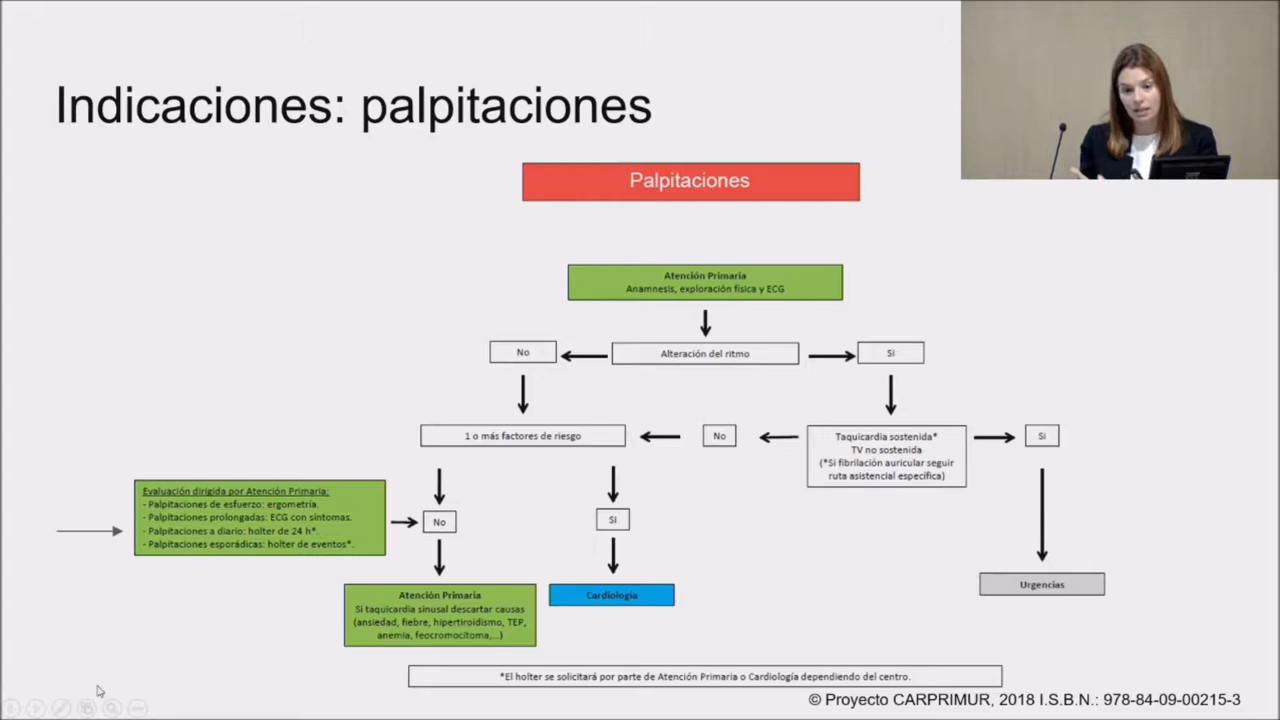 Indicaciones: palpitaciones
Palpitaciones
Atención Primaria
Anamnesis, exploración física y ECG
No
Alteración del ritmo
Si
1 o más factores de riesgo
No
Taquicardia sostenida*
TV no sostenida
(*Si fibrilación auricular seguir
ruta asistencial específica)
Si
Evaluación dirigida por Atención Primaria:
- Palpitaciones de esfuerzo: ergometría.
- Palpitaciones prolongadas: ECG con síntomas.
- Palpitaciones a diario: holter de 24 h*.
- Palpitaciones esporádicas: holter de eventos*.
No
Si
Atención Primaria
Si taquicardia sinusal descartar causas
(ansiedad, fiebre, hipertiroidismo, TEP,
anemia, feocromocitoma,...)
Cardiología
Urgencias
*El holter se solicitará por parte de Atención Primaria o Cardiología dependiendo del centro.
© Proyecto CARPRIMUR, 2018 I.S.B.N.: 978-84-09-00215-3